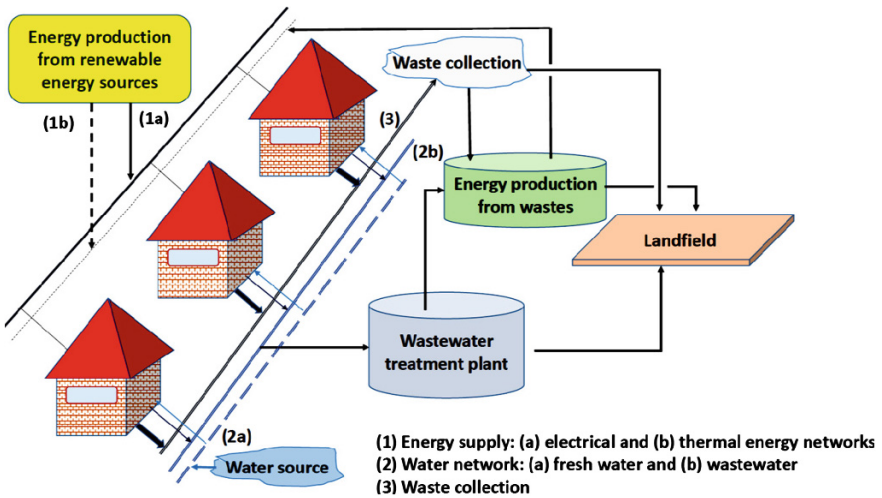 Energy production
from renewable
energy sources
(1b)
(1a)
Waste collection
(3)
(2b)
Energy production
from wastes
Landfield
Wastewater
treatment plant
(2a)
Water source
(1) Energy supply: (a) electrical and (b) thermal energy networks
(2) Water network: (a) fresh water and (b) wastewater
(3) Waste collection